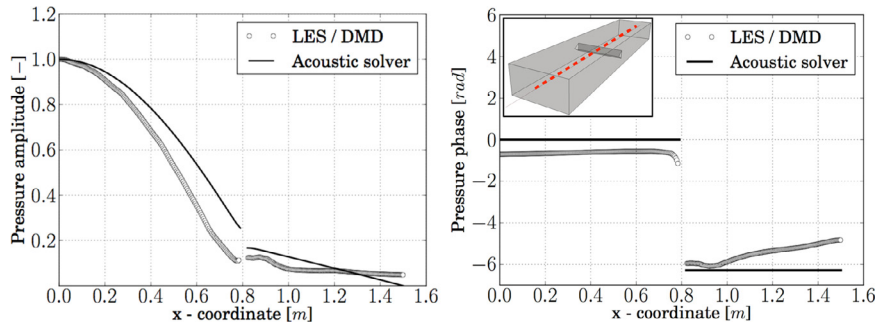 1.2
1.0
0.8
0.6
0.4
0.2
Pressure amplitude [−]
LES / DMD
Acoustic solver
0.0 0.2 0.4 0.6 0.8 1.0 1.2 1.4 1.6
x - coordinate [m]
6
4
2
0
−2
−4
−6
Pressure phase [rad]
LES / DMD
Acoustic solver
0.0 0.2 0.4 0.6 0.8 1.0 1.2 1.4 1.6
x - coordinate [m]